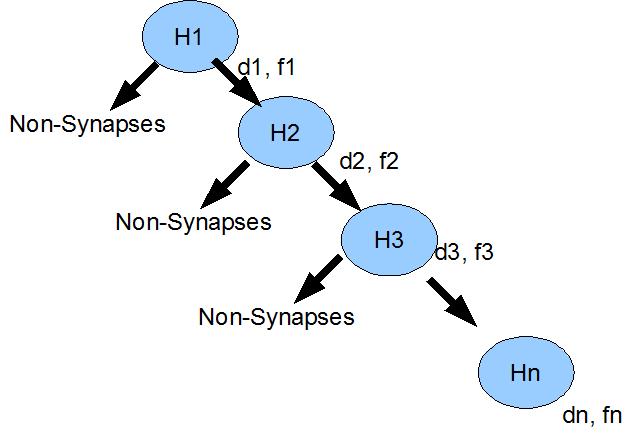 H1
d1, f1
Non-Synapses
H2
d2, f2
Non-Synapses
H3
d3, f3
Non-Synapses
Hn
dn, fn